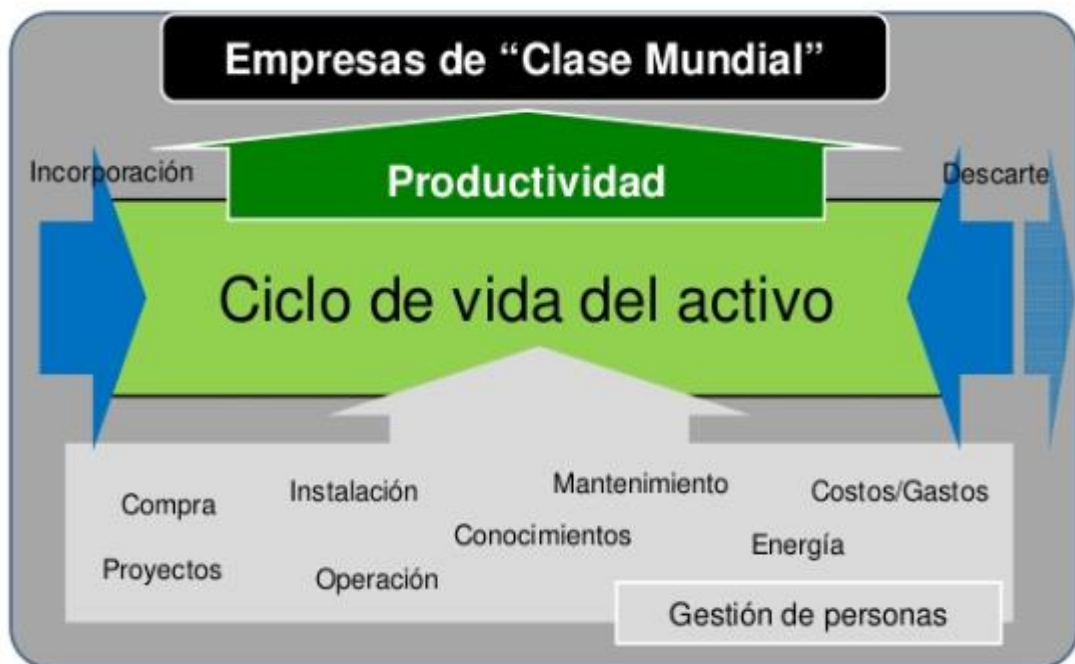 Empresas de “Clase Mundial”
Productividad
Incorporación
Descarte
Ciclo de vida del activo
Compra
Instalación
Mantenimiento
Costos/Gastos
Conocimientos
Energía
Proyectos
Operación
Gestión de personas